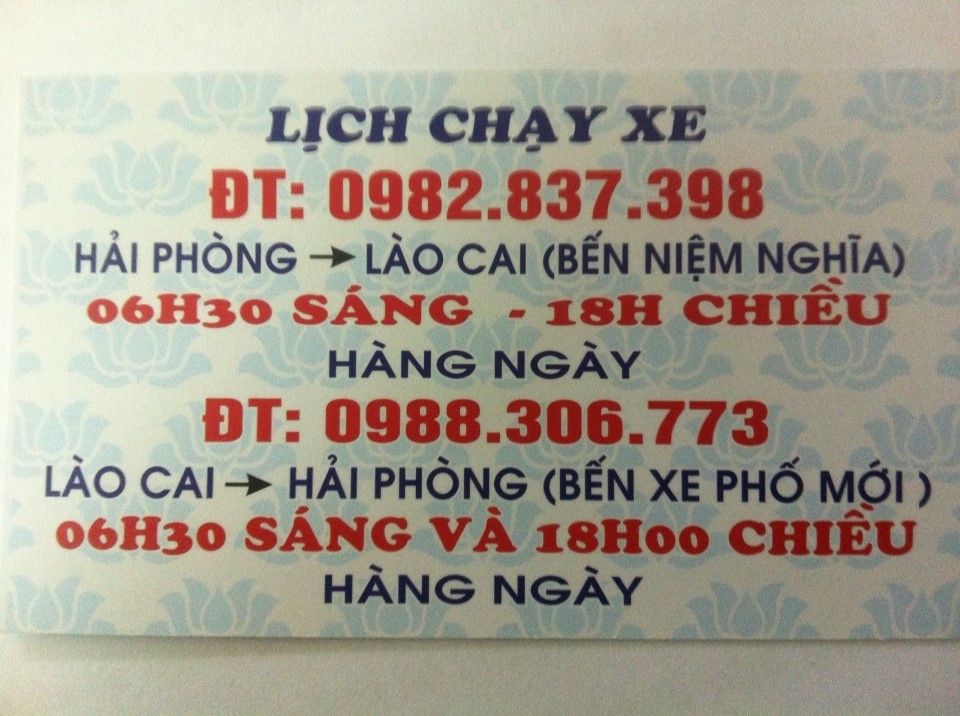 LỊCH CHẠY XE
ĐT: 0982.837.398
HẢI PHÒNG → LÀO CAI (BẾN NIỆM NGHĨA)
06H30 SÁNG - 18H CHIỀU
HÀNG NGÀY
ĐT: 0988.306.773
LÀO CAI → HẢI PHÒNG (BẾN XE PHỐ MỚI )
06H30 SÁNG VÀ 18H00 CHIỀU
HÀNG NGÀY